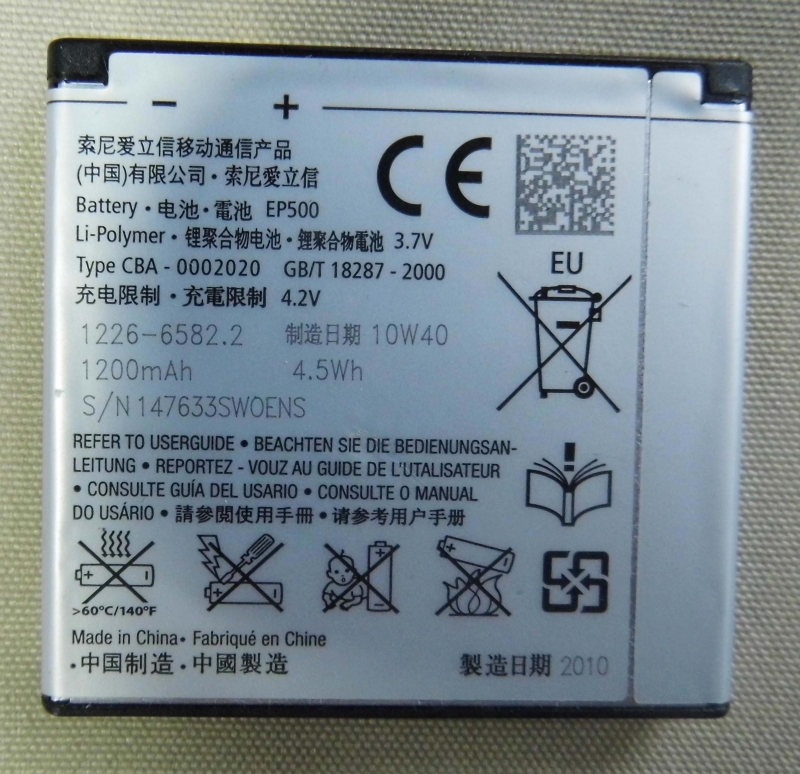 − +
索尼爱立信移动通信产品
(中国)有限公司・索尼愛立信
CE
Battery・电池・電池 EP500
Li-Polymer・锂聚合物电池・鋰聚合物電池 3.7V
Type CBA - 0002020 GB/T 18287 - 2000
充电限制・充電限制 4.2V
EU
1226-6582.2 制造日期 10W40
1200mAh 4.5Wh
S/N 147633SWOENS
REFER TO USERGUIDE • BEACHTEN SIE DIE BEDIENUNGSAN-
LEITUNG • REPORTEZ - VOUZ AU GUIDE DE L'UTALISATEUR
• CONSULTE GUÍA DEL USARIO • CONSULTE O MANUAL
DO USÁRIO • 請參閱使用手冊 • 请参考用户手册
>60°C/140°F
Made in China• Fabriqué en Chine
・中国制造・中國製造
製造日期 2010